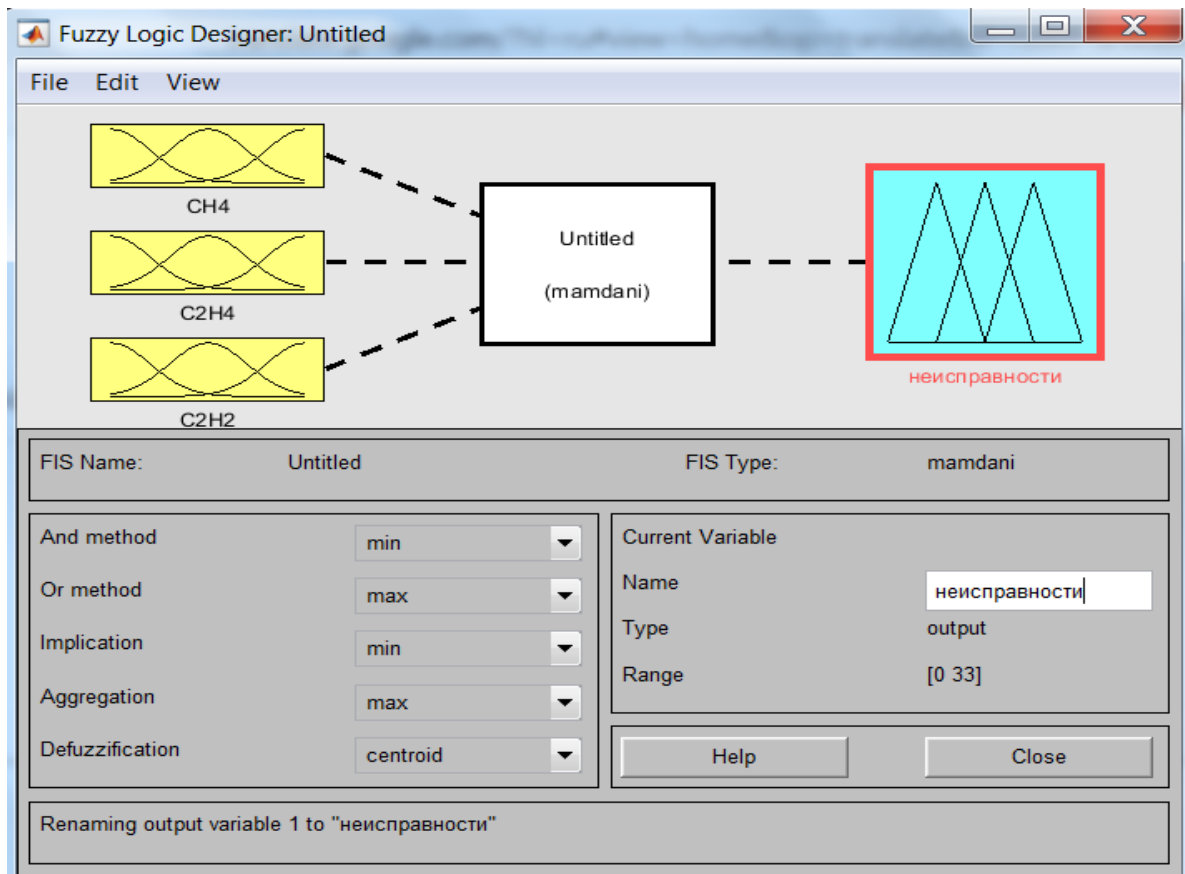 Fuzzy Logic Designer: Untitled
File Edit View
CH4
C2H4
C2H2
Untitled
(mamdani)
неисправности
FIS Name: Untitled FIS Type: mamdani
And method min
Or method max
Implication min
Aggregation max
Defuzzification centroid
Current Variable
Name неисправности
Type output
Range [0 33]
Help Close
Renaming output variable 1 to "неисправности"